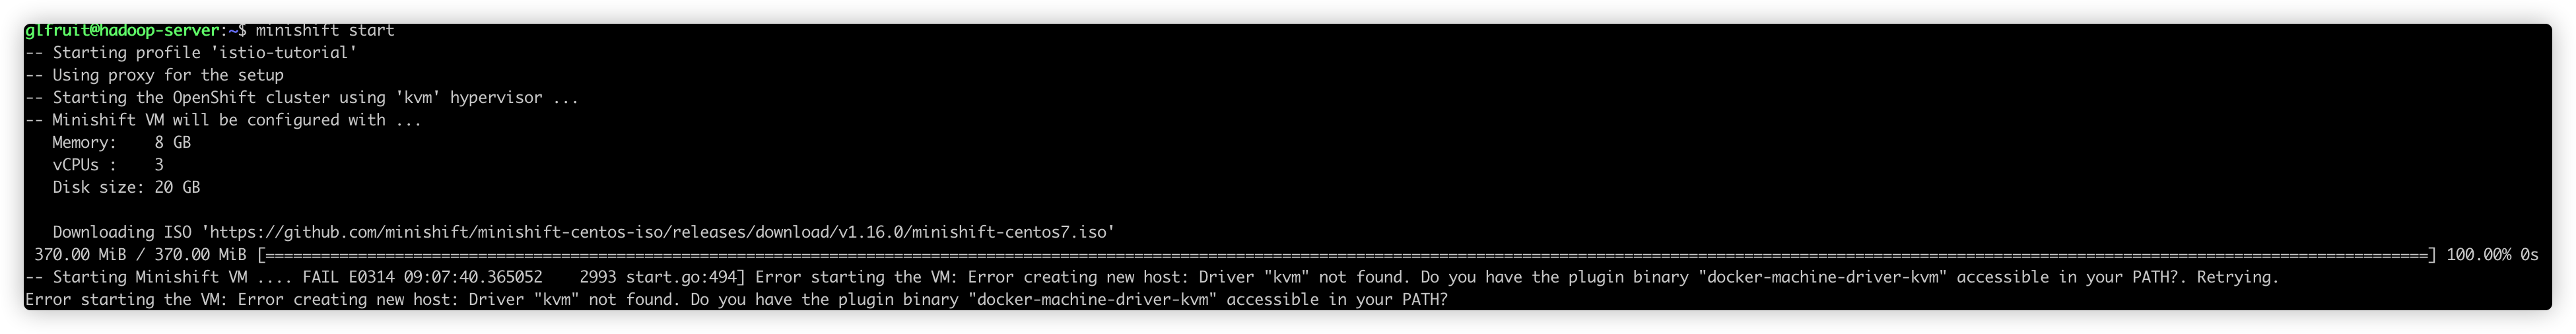 glfruit@hadoop-server:~$ minishift start
-- Starting profile 'istio-tutorial'
-- Using proxy for the setup
-- Starting the OpenShift cluster using 'kvm' hypervisor ...
-- Minishift VM will be configured with ...
   Memory:    8 GB
   vCPUs :    3
   Disk size: 20 GB
   Downloading ISO 'https://github.com/minishift/minishift-centos-iso/releases/download/v1.16.0/minishift-centos7.iso'
 370.00 MiB / 370.00 MiB [====================================================================================================================================================================================================================================] 100.00% 0s
-- Starting Minishift VM .... FAIL E0314 09:07:40.365052    2993 start.go:494] Error starting the VM: Error creating new host: Driver "kvm" not found. Do you have the plugin binary "docker-machine-driver-kvm" accessible in your PATH?. Retrying.
Error starting the VM: Error creating new host: Driver "kvm" not found. Do you have the plugin binary "docker-machine-driver-kvm" accessible in your PATH?